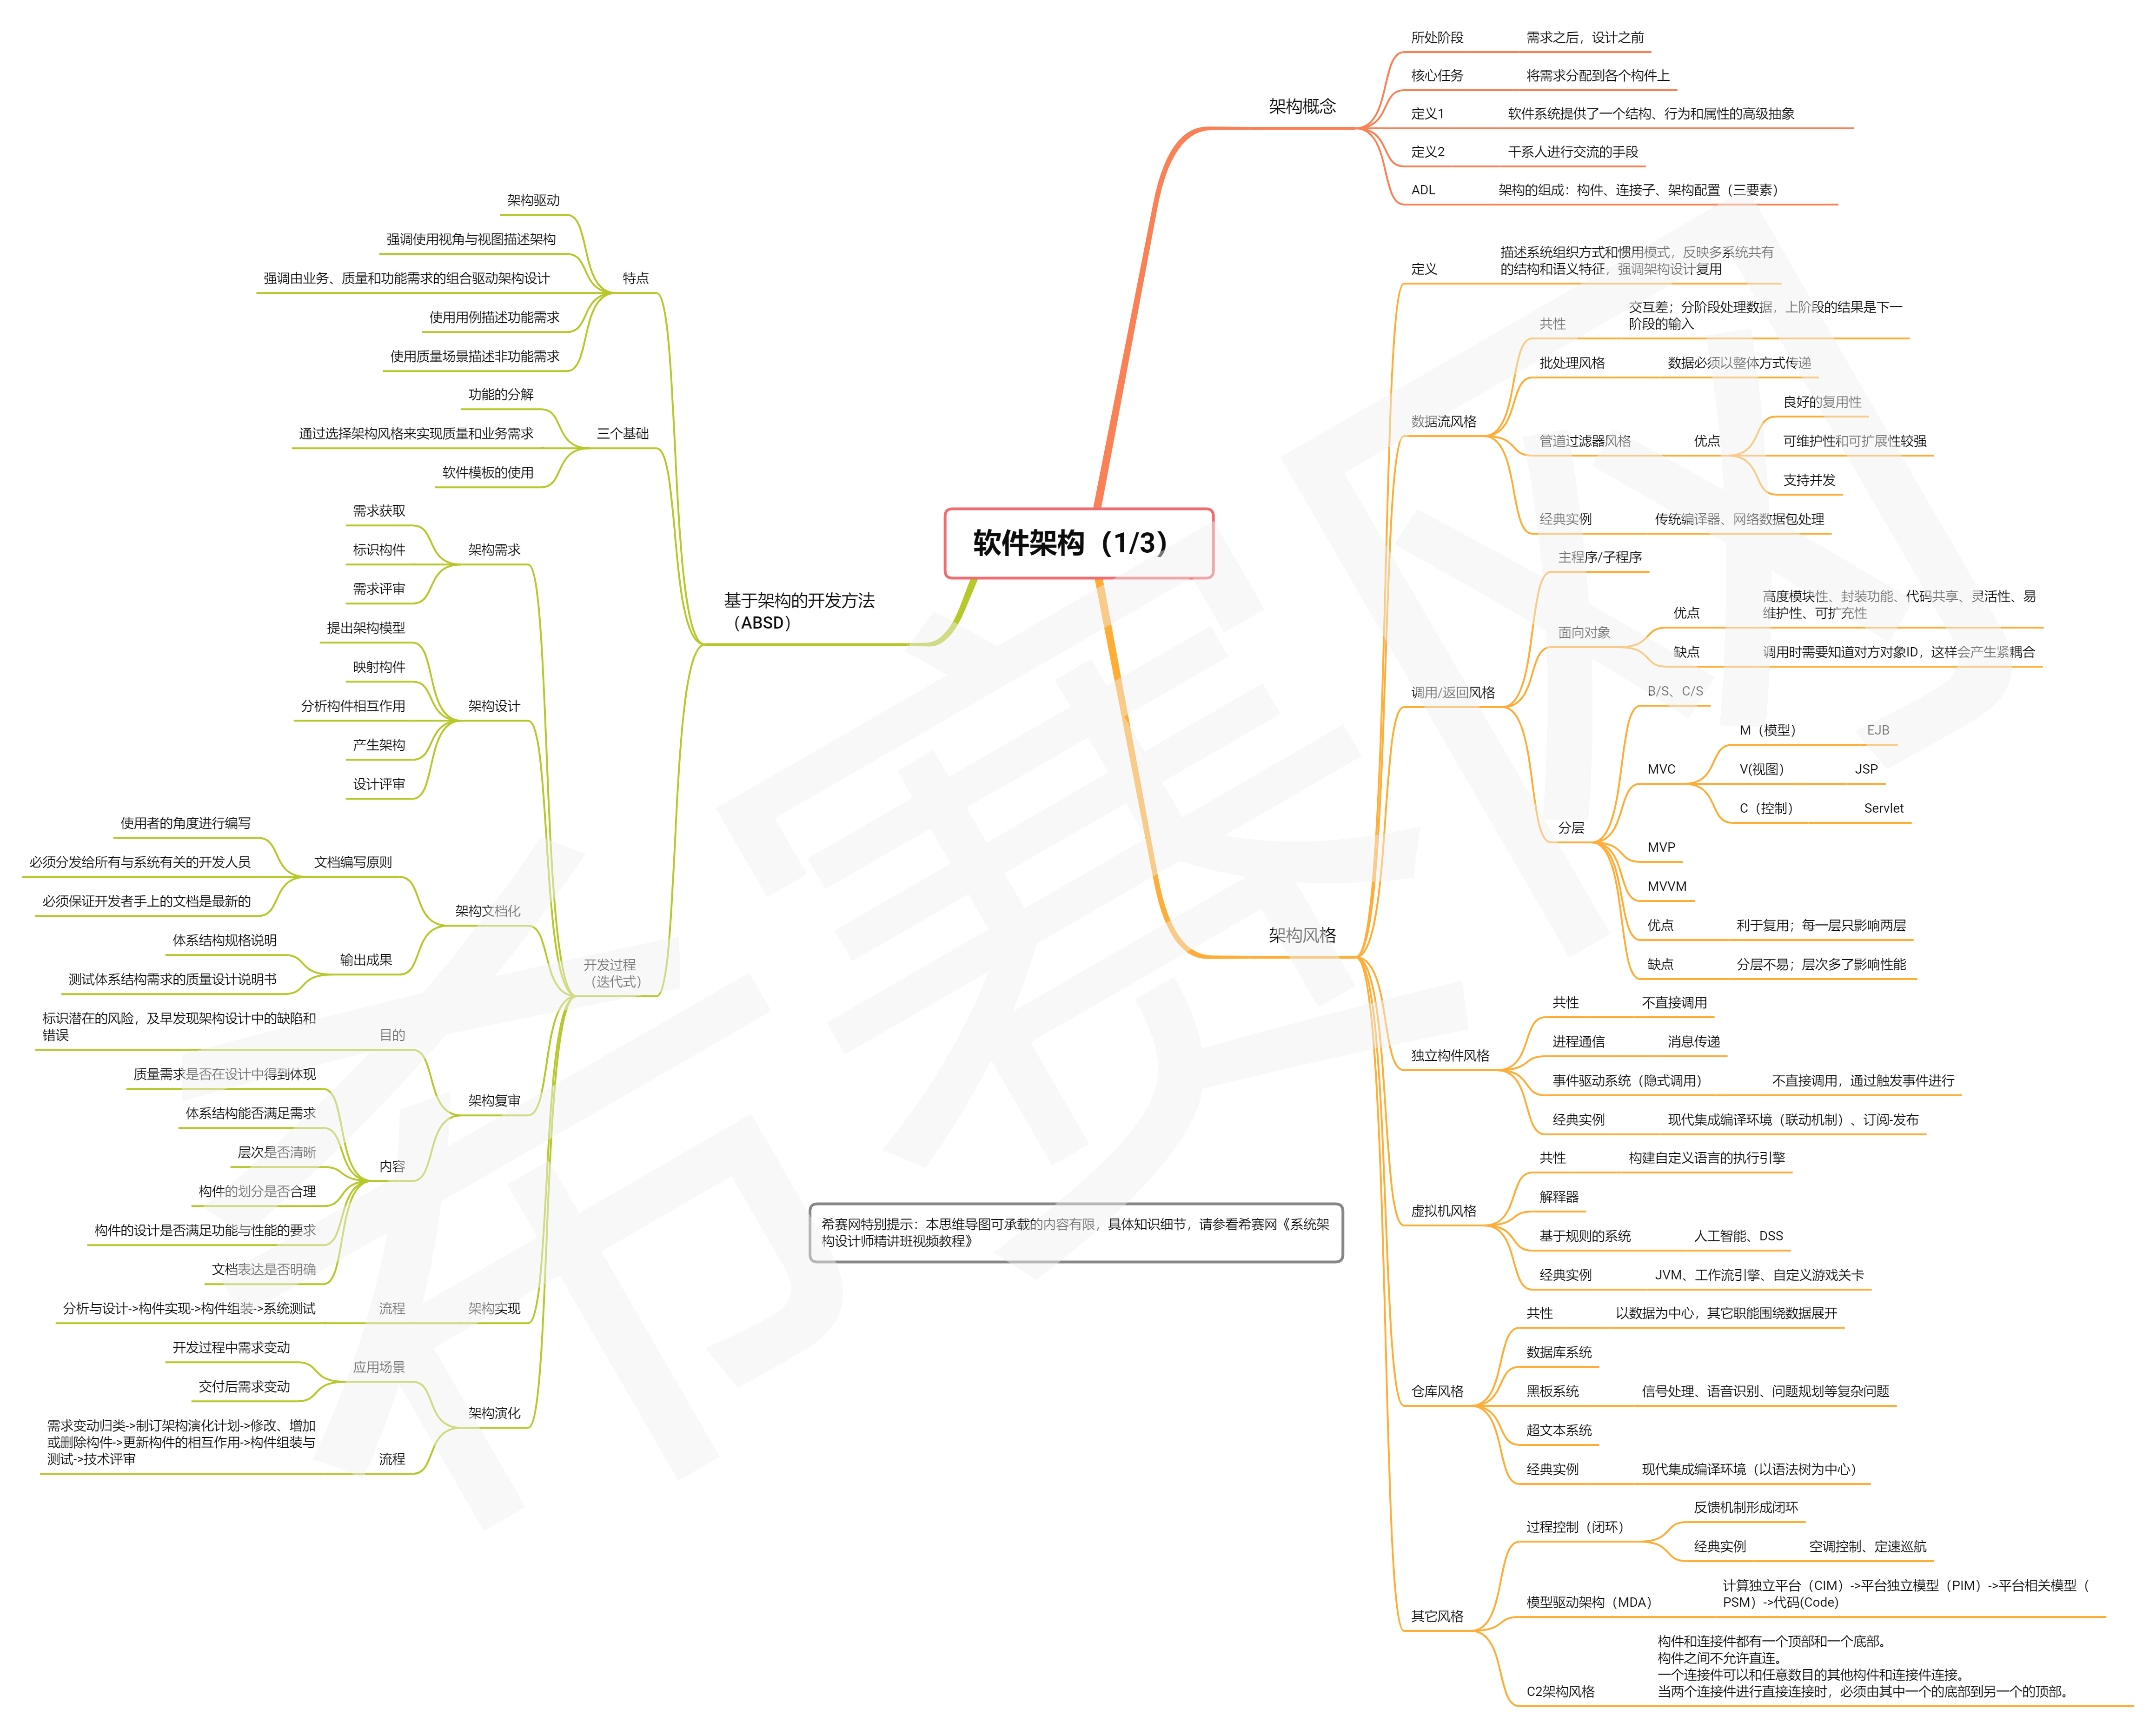 软件架构（1/3）
架构概念
所处阶段
需求之后，设计之前
核心任务
将需求分配到各个构件上
定义1
软件系统提供了一个结构、行为和属性的高级抽象
定义2
干系人进行交流的手段
ADL
架构的组成：构件、连接子、架构配置（三要素）
架构风格
定义
描述系统组织方式和惯用模式，反映多系统共有
的结构和语义特征，强调架构设计复用
数据流风格
共性
交互差；分阶段处理数据，上阶段的结果是下一
阶段的输入
批处理风格
数据必须以整体方式传递
管道过滤器风格
优点
良好的复用性
可维护性和可扩展性较强
支持并发
经典实例
传统编译器、网络数据包处理
调用/返回风格
主程序/子程序
面向对象
优点
高度模块性、封装功能、代码共享、灵活性、易
维护性、可扩充性
缺点
调用时需要知道对方对象ID，这样会产生紧耦合
分层
B/S、C/S
MVC
M（模型）
EJB
V(视图）
JSP
C（控制）
Servlet
MVP
MVVM
优点
利于复用；每一层只影响两层
缺点
分层不易；层次多了影响性能
独立构件风格
共性
不直接调用
进程通信
消息传递
事件驱动系统（隐式调用）
不直接调用，通过触发事件进行
经典实例
现代集成编译环境（联动机制）、订阅-发布
虚拟机风格
共性
构建自定义语言的执行引擎
解释器
基于规则的系统
人工智能、DSS
经典实例
JVM、工作流引擎、自定义游戏关卡
仓库风格
共性
以数据为中心，其它职能围绕数据展开
数据库系统
黑板系统
信号处理、语音识别、问题规划等复杂问题
超文本系统
经典实例
现代集成编译环境（以语法树为中心）
其它风格
过程控制（闭环）
反馈机制形成闭环
经典实例
空调控制、定速巡航
模型驱动架构（MDA）
计算独立平台（CIM）->平台独立模型（PIM）->平台相关模型（
PSM）->代码(Code)
C2架构风格
构件和连接件都有一个顶部和一个底部。
构件之间不允许直连。
一个连接件可以和任意数目的其他构件和连接件连接。
当两个连接件进行直接连接时，必须由其中一个的底部到另一个的顶部。
基于架构的开发方法
（ABSD）
特点
架构驱动
强调使用视角与视图描述架构
强调由业务、质量和功能需求的组合驱动架构设计
使用用例描述功能需求
使用质量场景描述非功能需求
三个基础
功能的分解
通过选择架构风格来实现质量和业务需求
软件模板的使用
开发过程
（迭代式）
架构需求
需求获取
标识构件
需求评审
架构设计
提出架构模型
映射构件
分析构件相互作用
产生架构
设计评审
架构文档化
文档编写原则
使用者的角度进行编写
必须分发给所有与系统有关的开发人员
必须保证开发者手上的文档是最新的
输出成果
体系结构规格说明
测试体系结构需求的质量设计说明书
架构复审
目的
标识潜在的风险，及早发现架构设计中的缺陷和
错误
内容
质量需求是否在设计中得到体现
体系结构能否满足需求
层次是否清晰
构件的划分是否合理
构件的设计是否满足功能与性能的要求
文档表达是否明确
架构实现
流程
分析与设计->构件实现->构件组装->系统测试
架构演化
应用场景
开发过程中需求变动
交付后需求变动
流程
需求变动归类->制订架构演化计划->修改、增加
或删除构件->更新构件的相互作用->构件组装与
测试->技术评审
希赛网特别提示：本思维导图可承载的内容有限，具体知识细节，请参看希赛网《系统架
构设计师精讲班视频教程》
希赛网